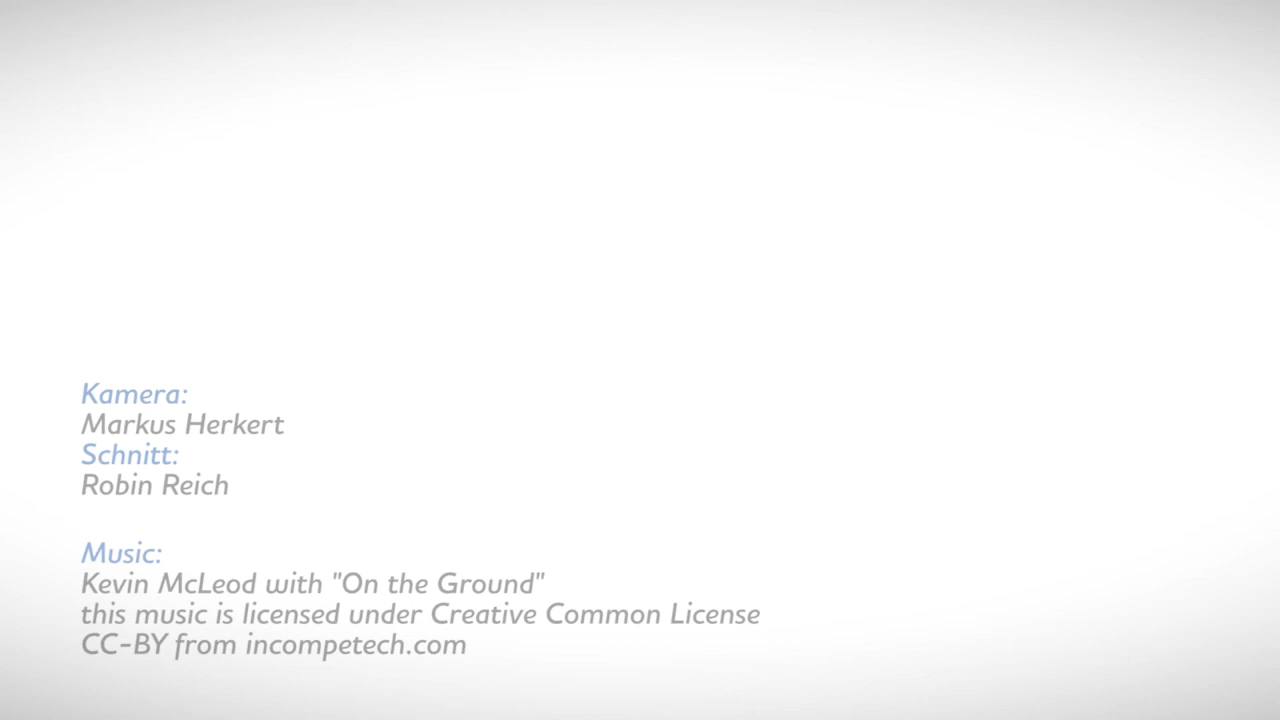 Kamera:
Markus Herkert
Schnitt:
Robin Reich
Music:
Kevin McLeod with "On the Ground"
this music is licensed under Creative Common License
CC-BY from incompetech.com